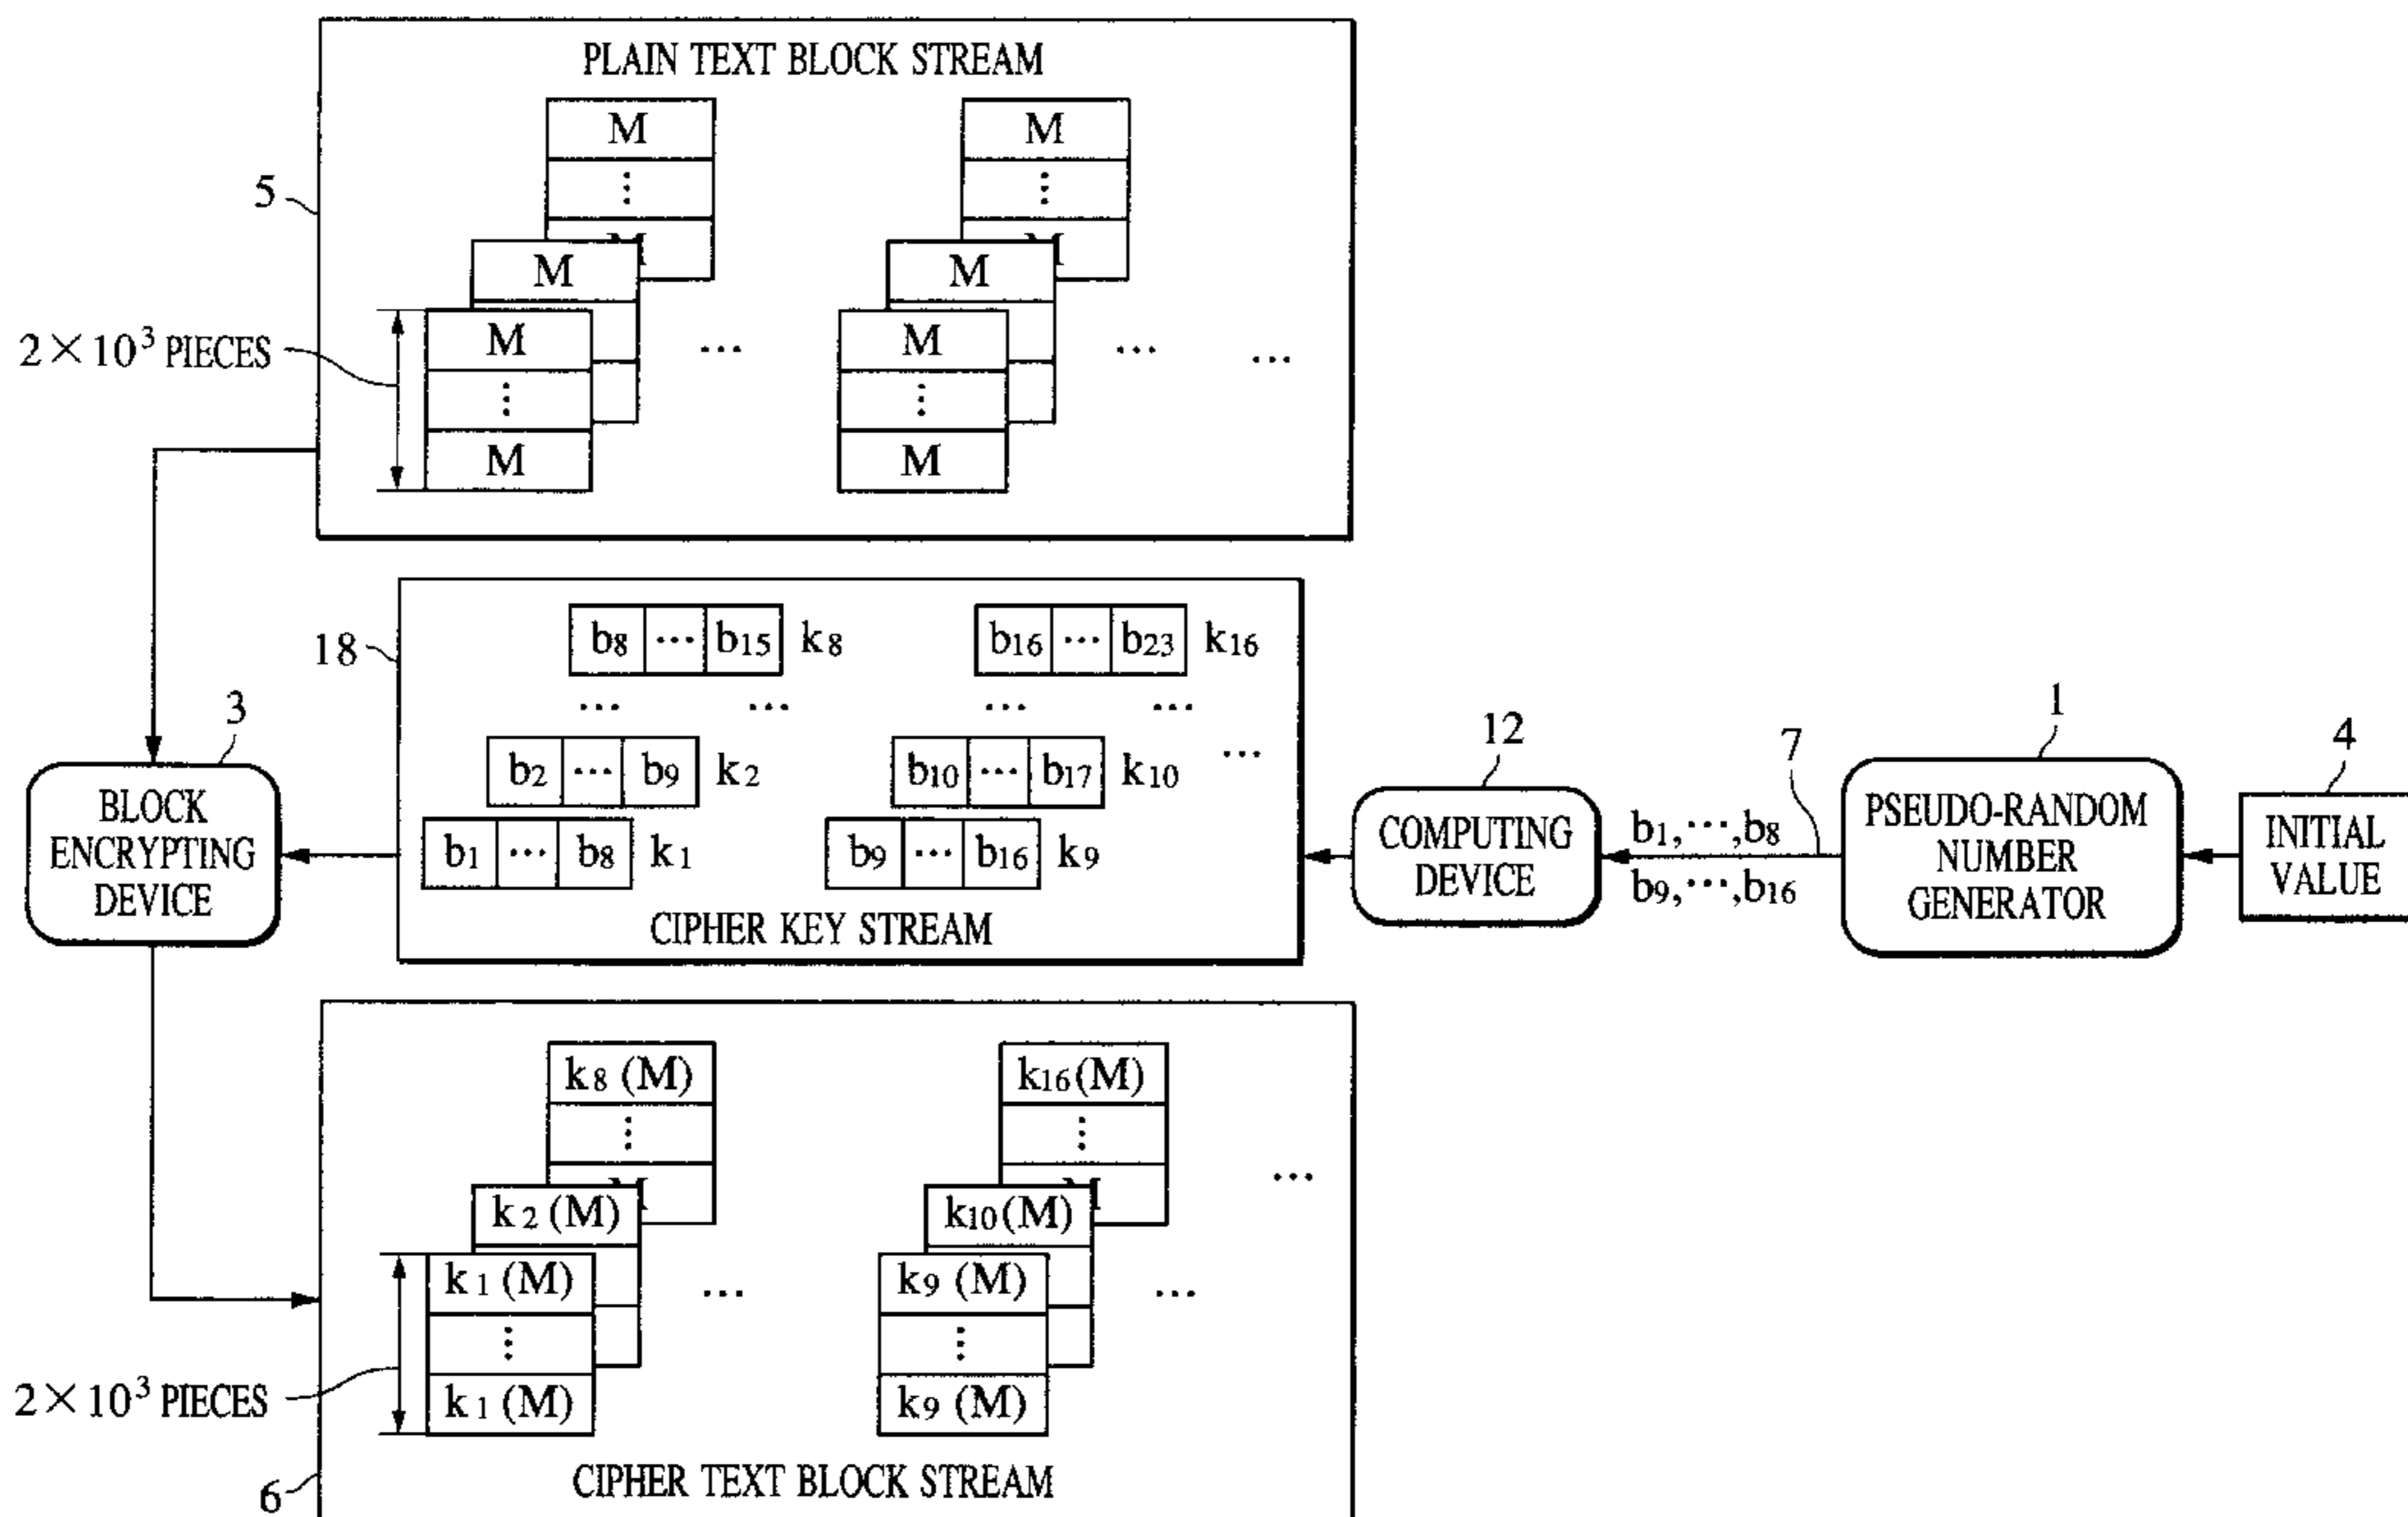 PLAIN TEXT BLOCK STREAM
M M
⋮ ⋮
M M
M M
5
2×10³ PIECES
M M
⋮ ⋮
M M
... ... ...
18
b8 ... b15 k8 b16 ... b23 k16
... ... ... ...
b2 ... b9 k2 b10 ... b17 k10 ...
b1 ... b8 k1 b9 ... b16 k9
CIPHER KEY STREAM
3
BLOCK
ENCRYPTING
DEVICE
12
COMPUTING
DEVICE
7
b1, ..., b8
b9, ..., b16
1
PSEUDO-RANDOM
NUMBER
GENERATOR
4
INITIAL
VALUE
k8 (M) k16 (M)
⋮ ⋮
M M
k2 (M) k10 (M)
...
k1 (M) ... k9 (M) ...
⋮ ⋮
k1 (M) k9 (M)
2×10³ PIECES
CIPHER TEXT BLOCK STREAM
6